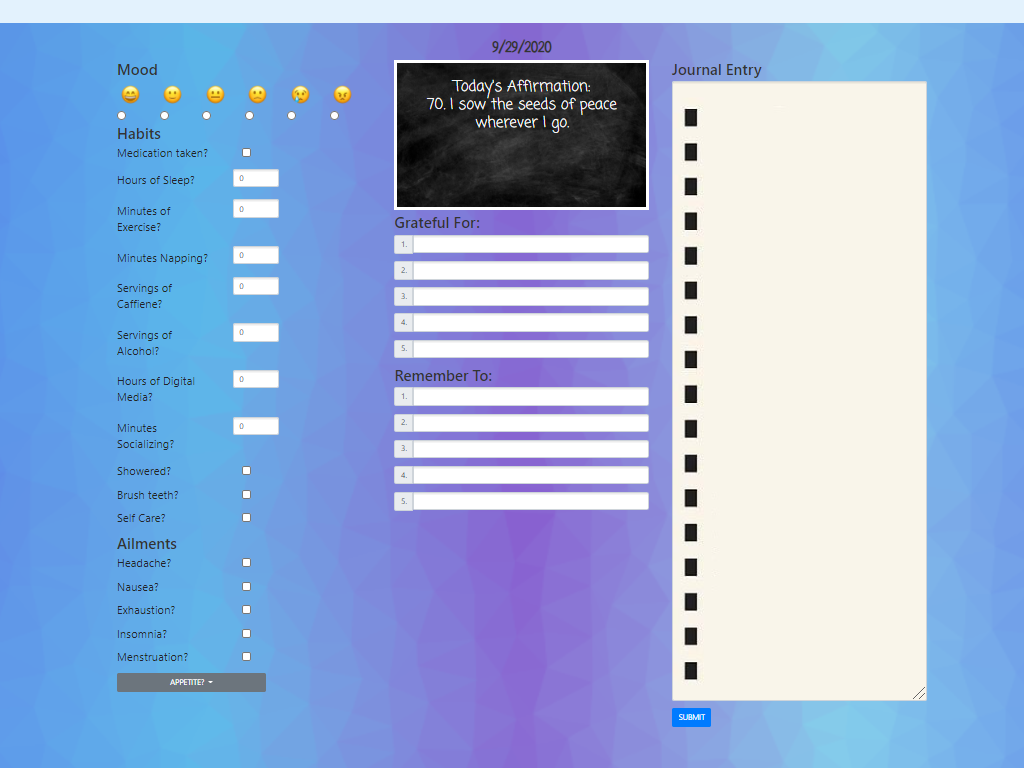 9/29/2020
Mood
Habits
Medication taken?
Hours of Sleep?
0
Minutes of
Exercise?
0
Minutes Napping?
0
Servings of
Caffiene?
0
Servings of
Alcohol?
0
Hours of Digital
Media?
0
Minutes
Socializing?
0
Showered?
Brush teeth?
Self Care?
Ailments
Headache?
Nausea?
Exhaustion?
Insomnia?
Menstruation?
APPETITE?
Today's Affirmation:
70. I sow the seeds of peace
wherever I go.
Grateful For:
1.
2.
3.
4.
5.
Remember To:
1.
2.
3.
4.
5.
Journal Entry
SUBMIT